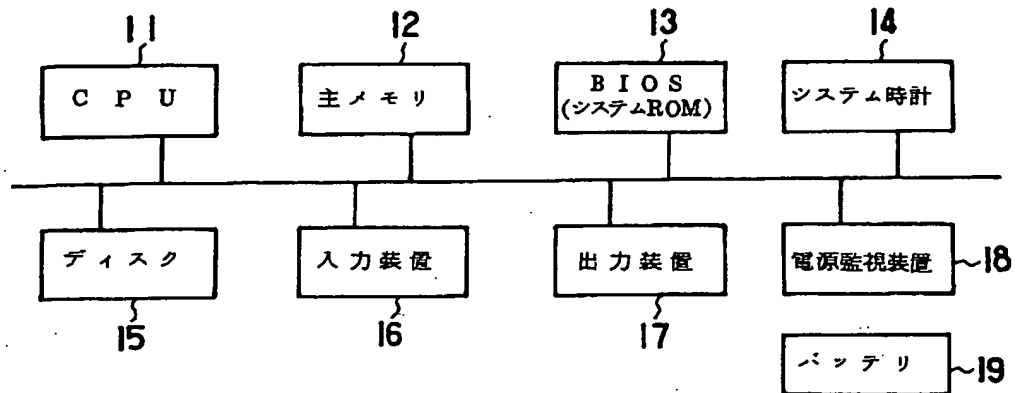 11
12
13
14
CPU
主メモリ
BIOS
(システムROM)
システム時計
ディスク
入力装置
出力装置
電源監視装置
18
15
16
17
バッテリ
19